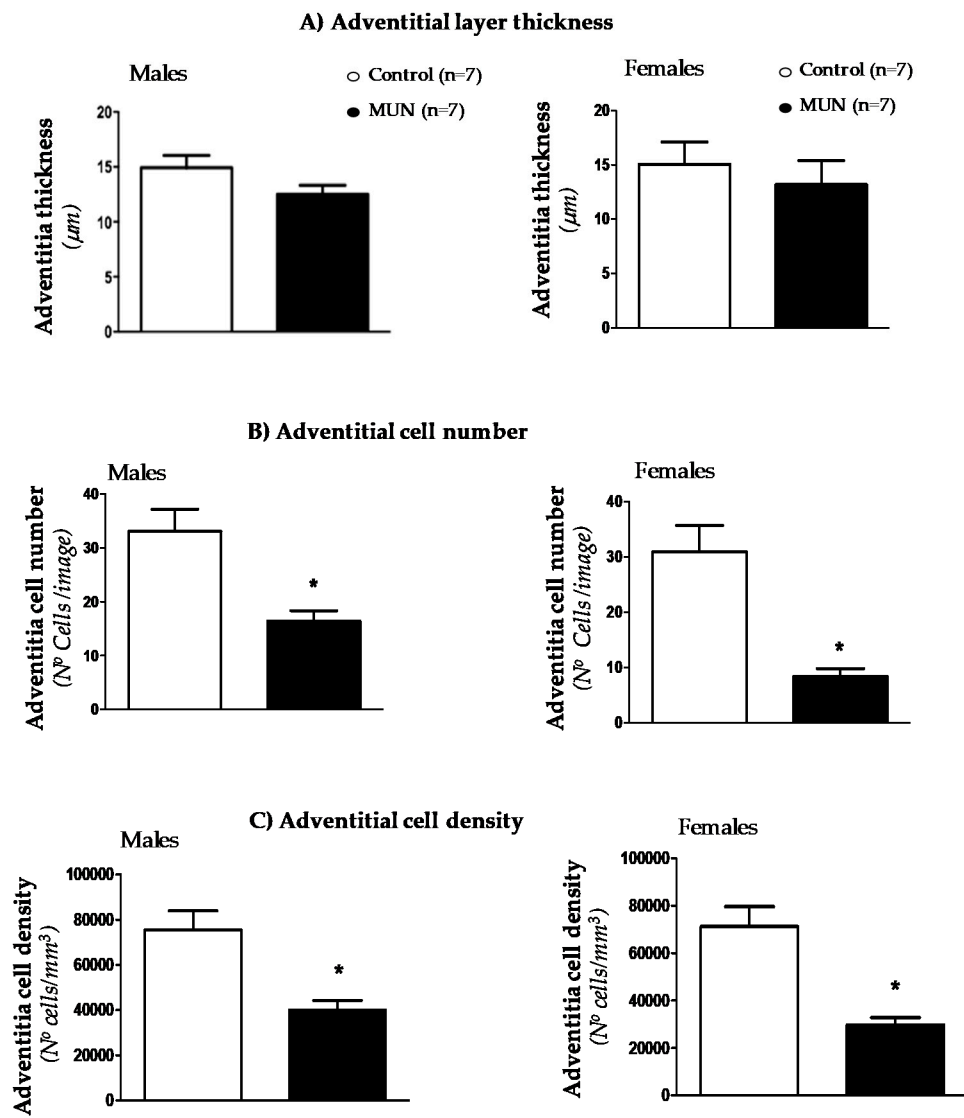 A) Adventitial layer thickness
Males
○ Control (n=7)
● MUN (n=7)
Adventitia thickness
(µm)
20
15
10
5
0
Females
○ Control (n=7)
● MUN (n=7)
Adventitia thickness
(µm)
20
15
10
5
0
B) Adventitial cell number
Males
Adventitia cell number
(Nº Cells/image)
40
30
20
10
0
*
Females
Adventitia cell number
(Nº Cells/image)
40
30
20
10
0
*
C) Adventitial cell density
Males
Adventitia cell density
(Nº cells/mm³)
100000
80000
60000
40000
20000
0
*
Females
Adventitia cell density
(Nº cells/mm³)
100000
80000
60000
40000
20000
0
*